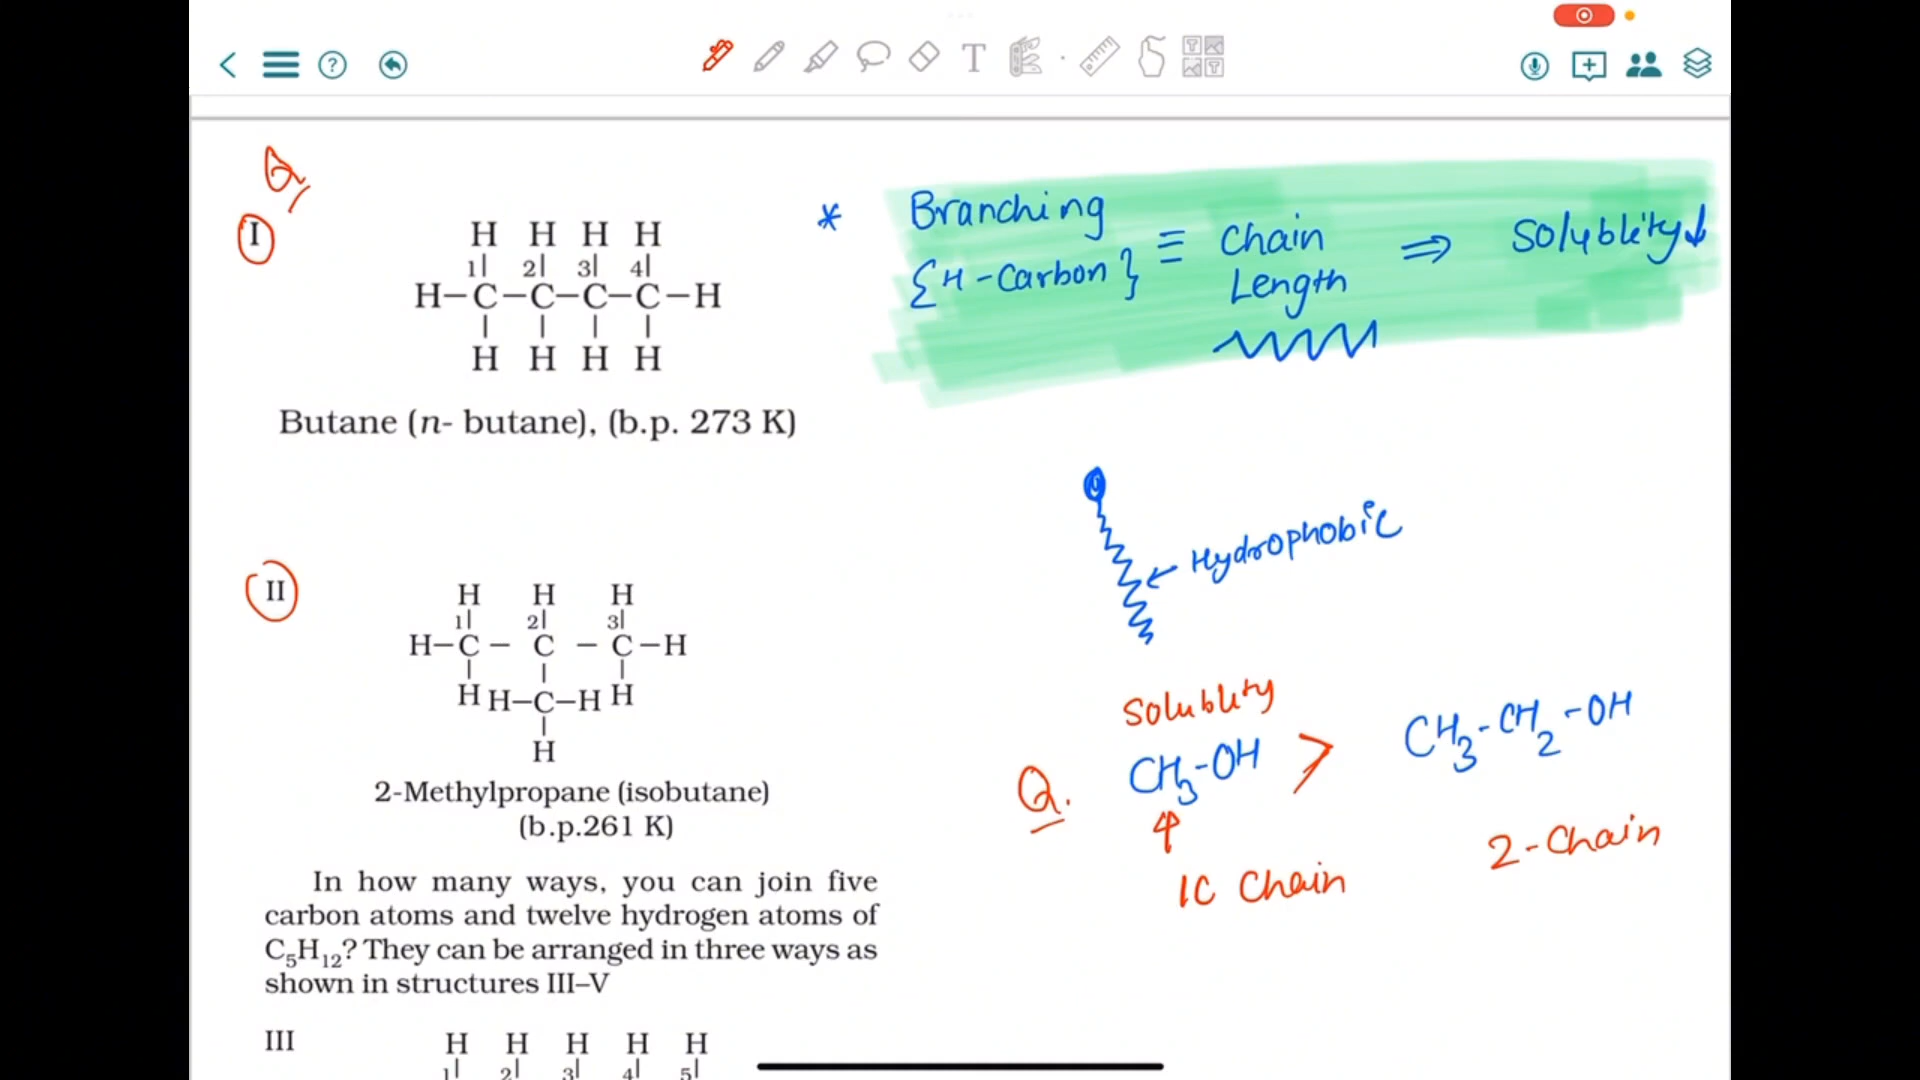 Q
I
H H H H
1 2 3 4
H–C–C–C–C–H
H H H H
Butane (n- butane), (b.p. 273 K)
* Branching
{H-Carbon} ≡ Chain Length ⇒ Solublity↓
Hydrophobic
II
H H H
1 2 3
H–C – C – C–H
H H–C–H H
H
2-Methylpropane (isobutane)
(b.p.261 K)
Solublity
Q. CH3-OH > CH3-CH2-OH
1C Chain
2-Chain
In how many ways, you can join five
carbon atoms and twelve hydrogen atoms of
C5H12? They can be arranged in three ways as
shown in structures III–V
III
H H H H H
1 2 3 4 5